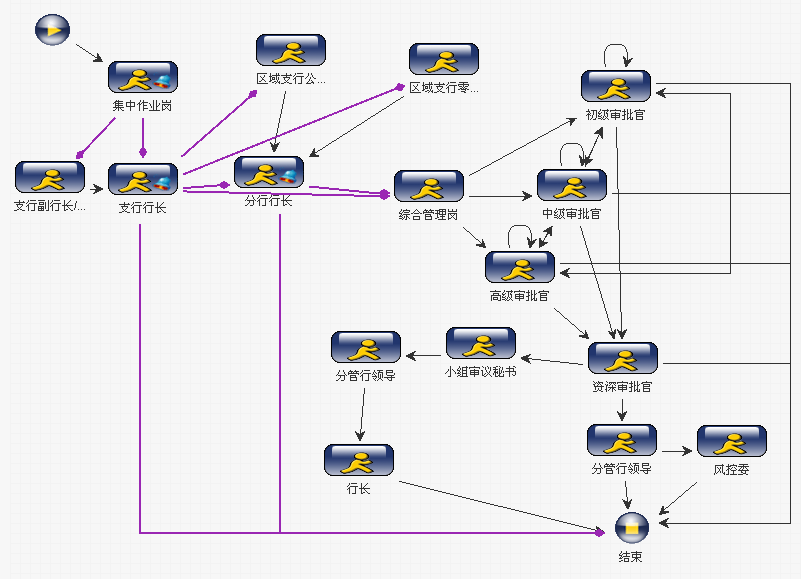 区域支行公...
区域支行零...
集中作业岗
初级审批官
支行副行长/...
支行行长
分行行长
综合管理岗
中级审批官
高级审批官
分管行领导
小组审议秘书
资深审批官
行长
分管行领导
风控委
结束